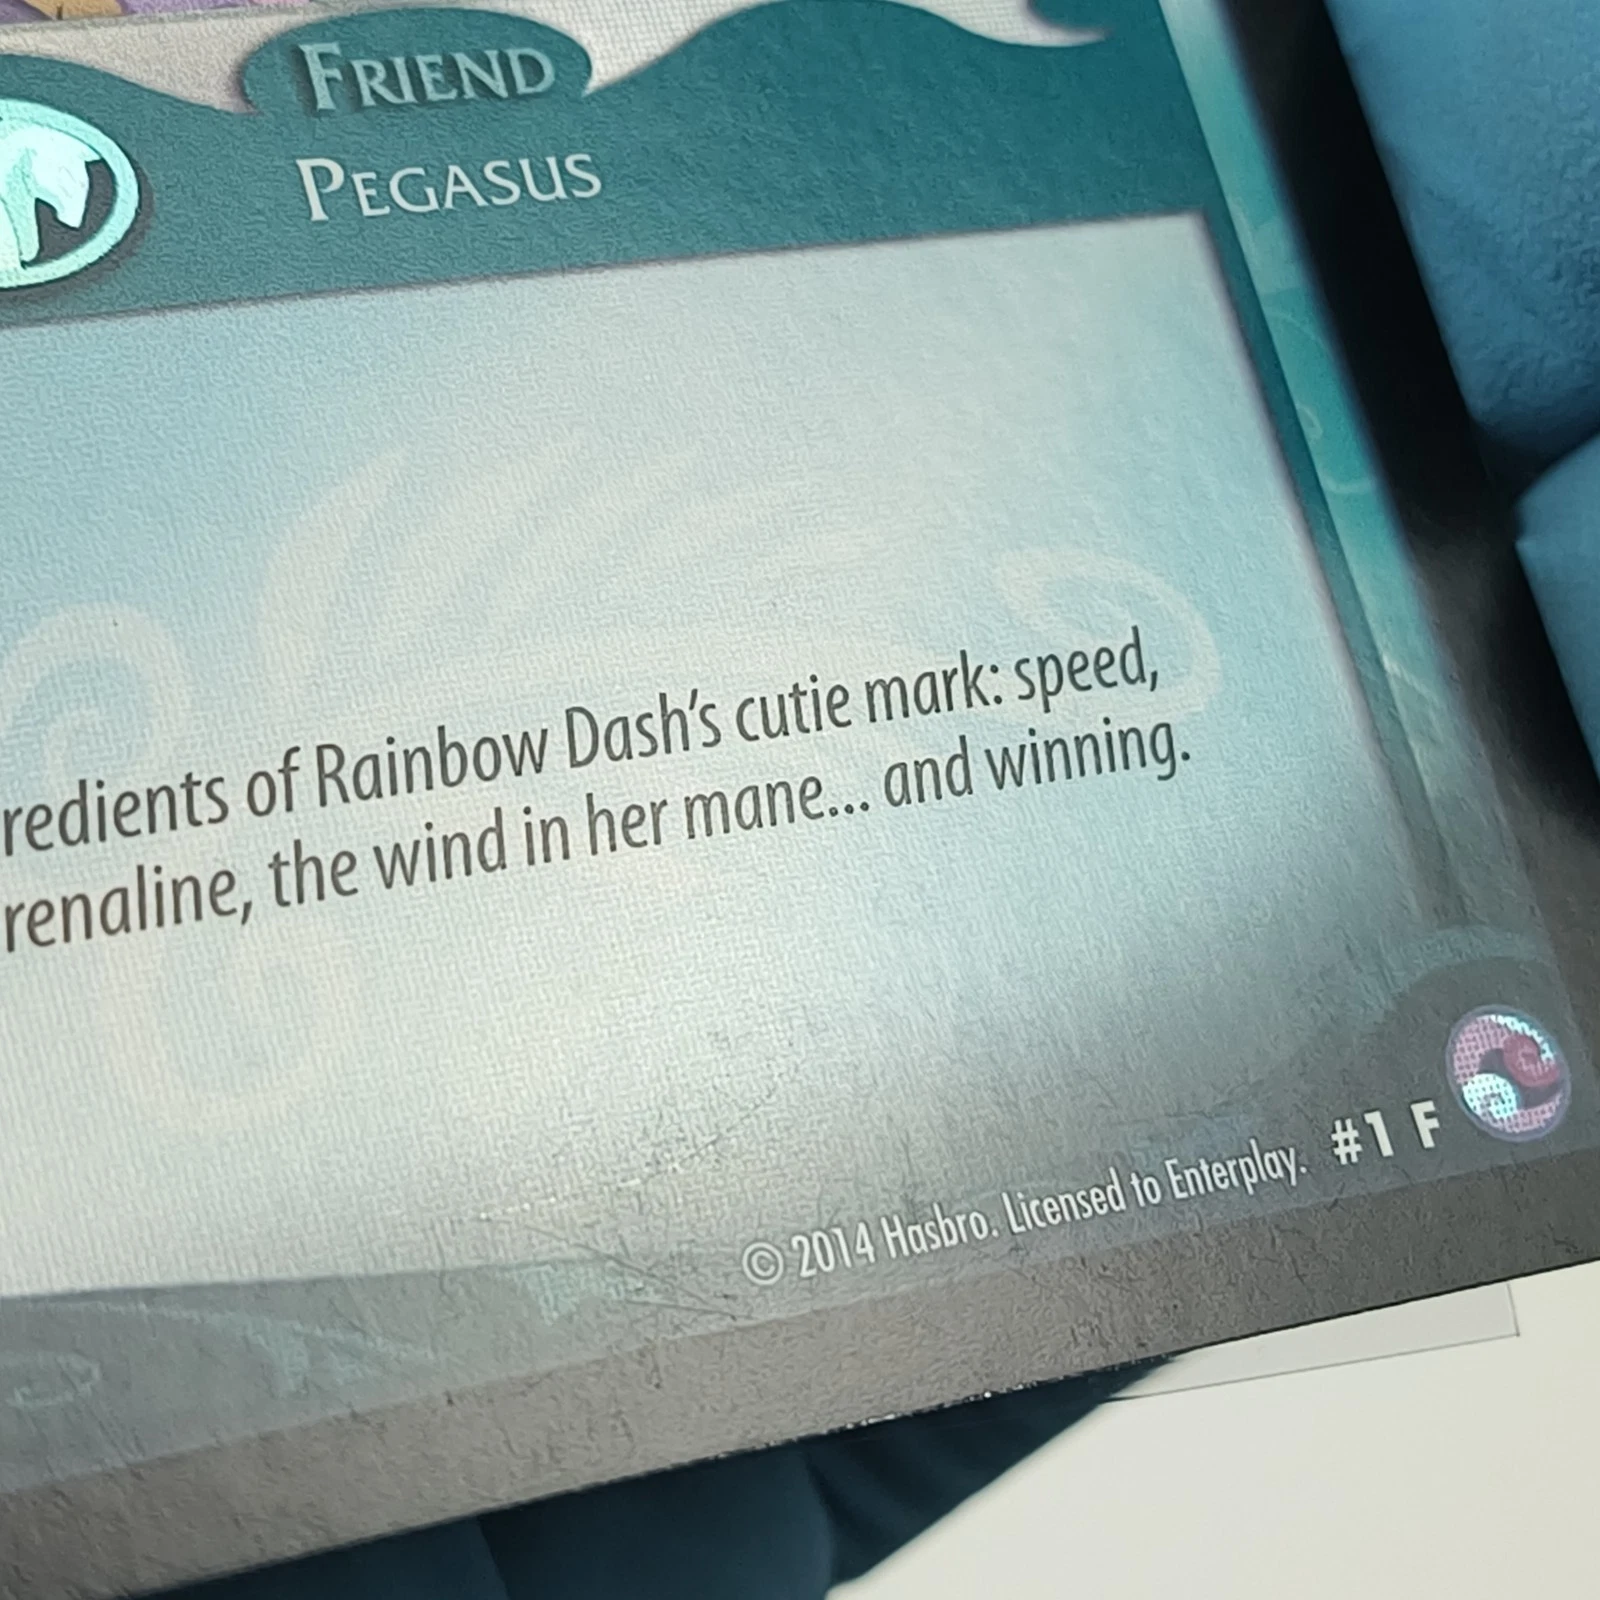 FRIEND
PEGASUS
redients of Rainbow Dash's cutie mark: speed,
renaline, the wind in her mane... and winning.
© 2014 Hasbro. Licensed to Enterplay. #1 F